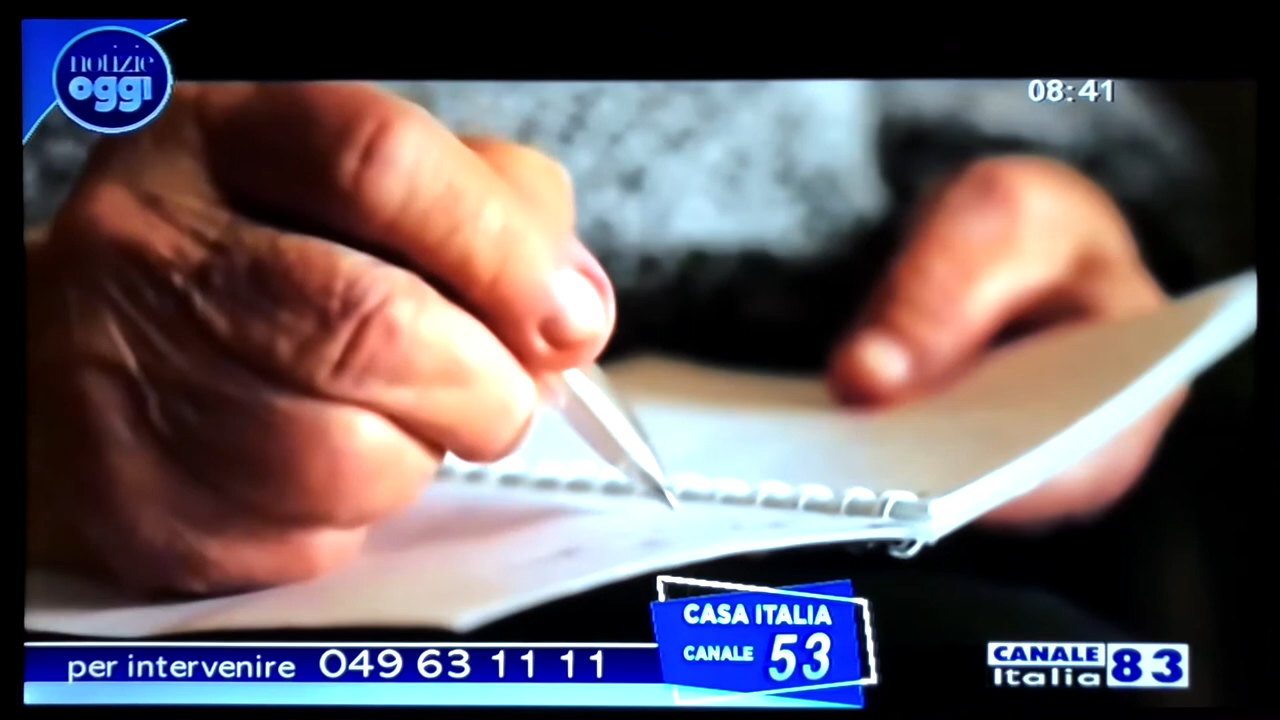 notizie
oggi
08:41
CASA ITALIA
CANALE 53
per intervenire 049 63 11 11
CANALE
Italia 83